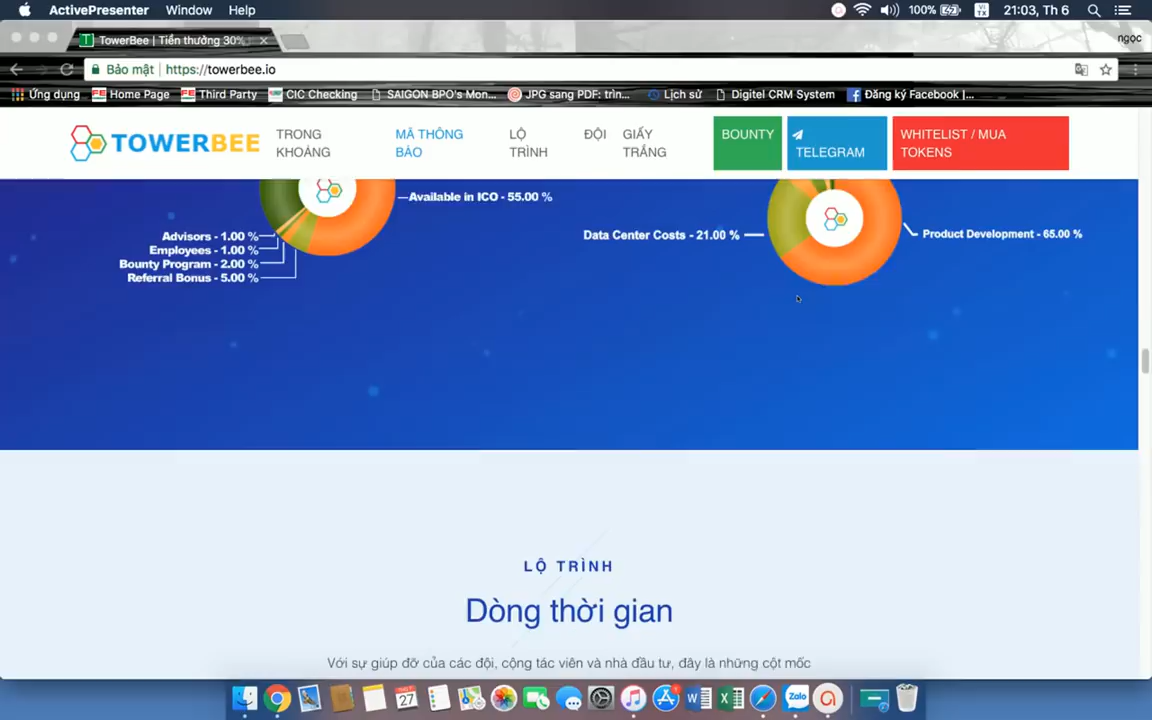 ActivePresenter Window Help 100% VI TX 21:03, Th 6
TowerBee | Tiền thưởng 30%
ngọc
Bảo mật https://towerbee.io
Ứng dụng Home Page Third Party CIC Checking SAIGON BPO's Mon... JPG sang PDF: trìn... Lịch sử Digitel CRM System Đăng ký Facebook |...
TOWERBEE
TRONG KHOẢNG
MÃ THÔNG BÁO
LỘ TRÌNH
ĐỘI
GIẤY TRẮNG
BOUNTY
TELEGRAM
WHITELIST / MUA TOKENS
Available in ICO - 55.00 %
Advisors - 1.00 %
Employees - 1.00 %
Bounty Program - 2.00 %
Referral Bonus - 5.00 %
Data Center Costs - 21.00 %
Product Development - 65.00 %
LỘ TRÌNH
Dòng thời gian
Với sự giúp đỡ của các đội, cộng tác viên và nhà đầu tư, đây là những cột mốc
27
Zalo